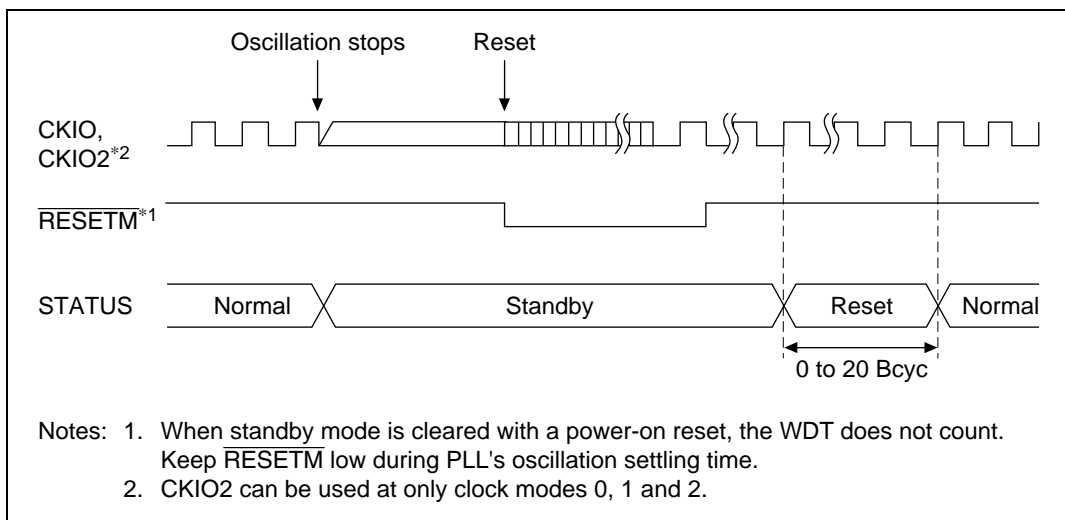 Oscillation stops Reset
CKIO,
CKIO2*2
RESETM*1
STATUS Normal Standby Reset Normal
0 to 20 Bcyc
Notes: 1. When standby mode is cleared with a power-on reset, the WDT does not count.
Keep RESETM low during PLL's oscillation settling time.
2. CKIO2 can be used at only clock modes 0, 1 and 2.